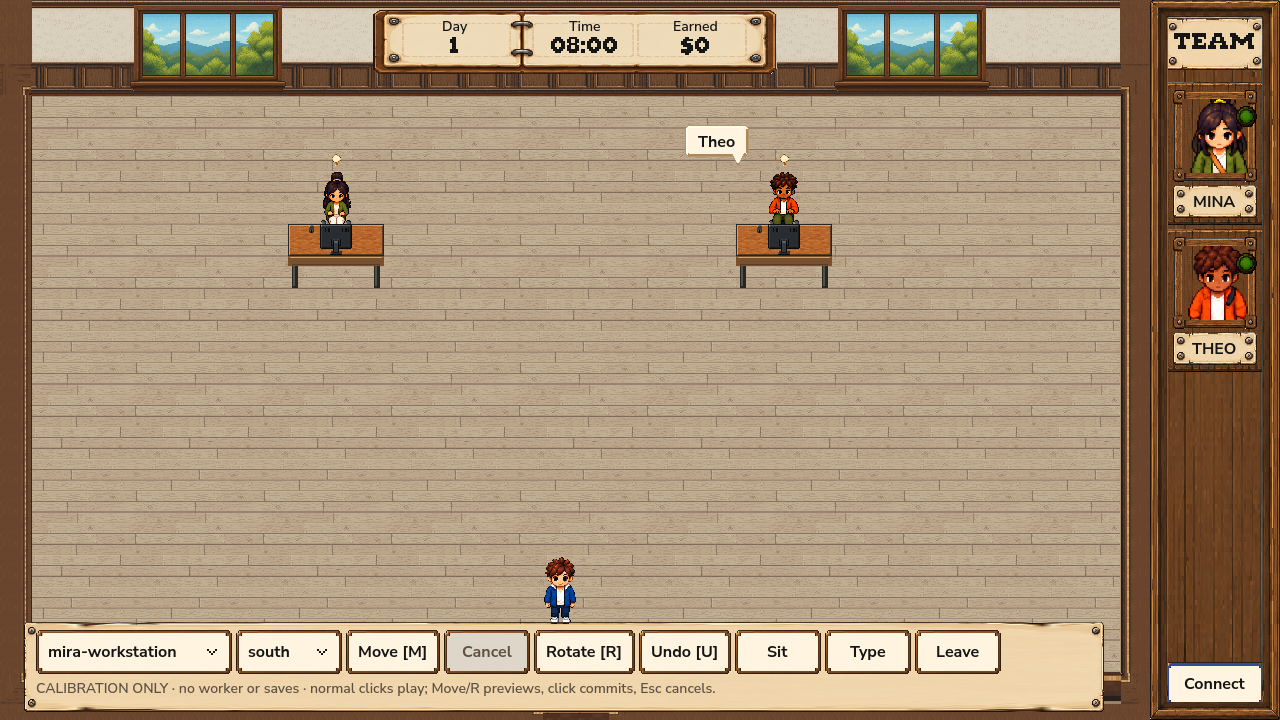 Day
1
Time
08:00
Earned
$0
TEAM
Theo
MINA
THEO
mira-workstation
south
Move [M]
Cancel
Rotate [R]
Undo [U]
Sit
Type
Leave
CALIBRATION ONLY · no worker or saves · normal clicks play; Move/R previews, click commits, Esc cancels.
Connect